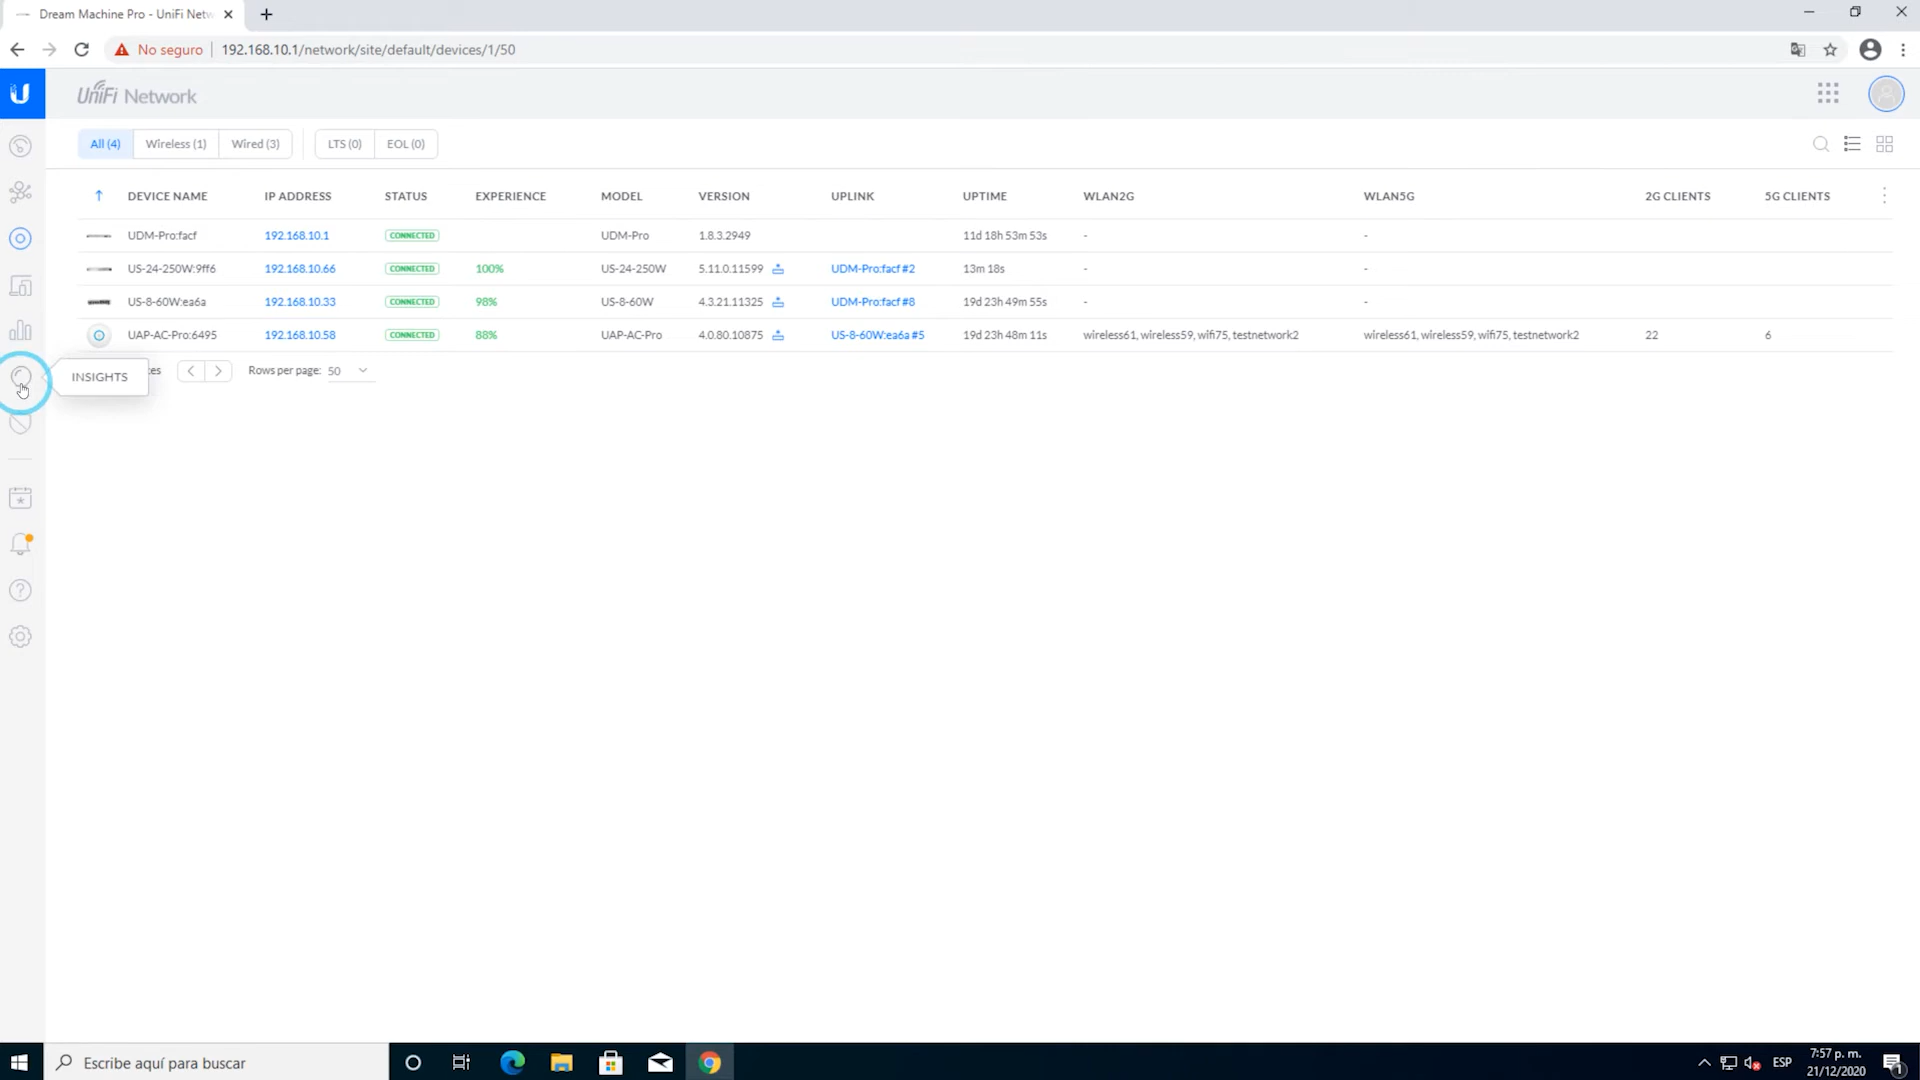 Dream Machine Pro - UniFi Netw
No seguro | 192.168.10.1/network/site/default/devices/1/50
UniFi Network
All (4) Wireless (1) Wired (3) LTS (0) EOL (0)
DEVICE NAME IP ADDRESS STATUS EXPERIENCE MODEL VERSION UPLINK UPTIME WLAN2G WLAN5G 2G CLIENTS 5G CLIENTS
UDM-Pro:facf 192.168.10.1 CONNECTED UDM-Pro 1.8.3.2949 11d 18h 53m 53s - -
US-24-250W:9ff6 192.168.10.66 CONNECTED 100% US-24-250W 5.11.0.11599 UDM-Pro:facf #2 13m 18s - -
US-8-60W:ea6a 192.168.10.33 CONNECTED 98% US-8-60W 4.3.21.11325 UDM-Pro:facf #8 19d 23h 49m 55s - -
UAP-AC-Pro:6495 192.168.10.58 CONNECTED 88% UAP-AC-Pro 4.0.80.10875 US-8-60W:ea6a #5 19d 23h 48m 11s wireless61, wireless59, wifi75, testnetwork2 wireless61, wireless59, wifi75, testnetwork2 22 6
INSIGHTS
Rows per page: 50
Escribe aquí para buscar
ESP
7:57 p. m.
21/12/2020
1